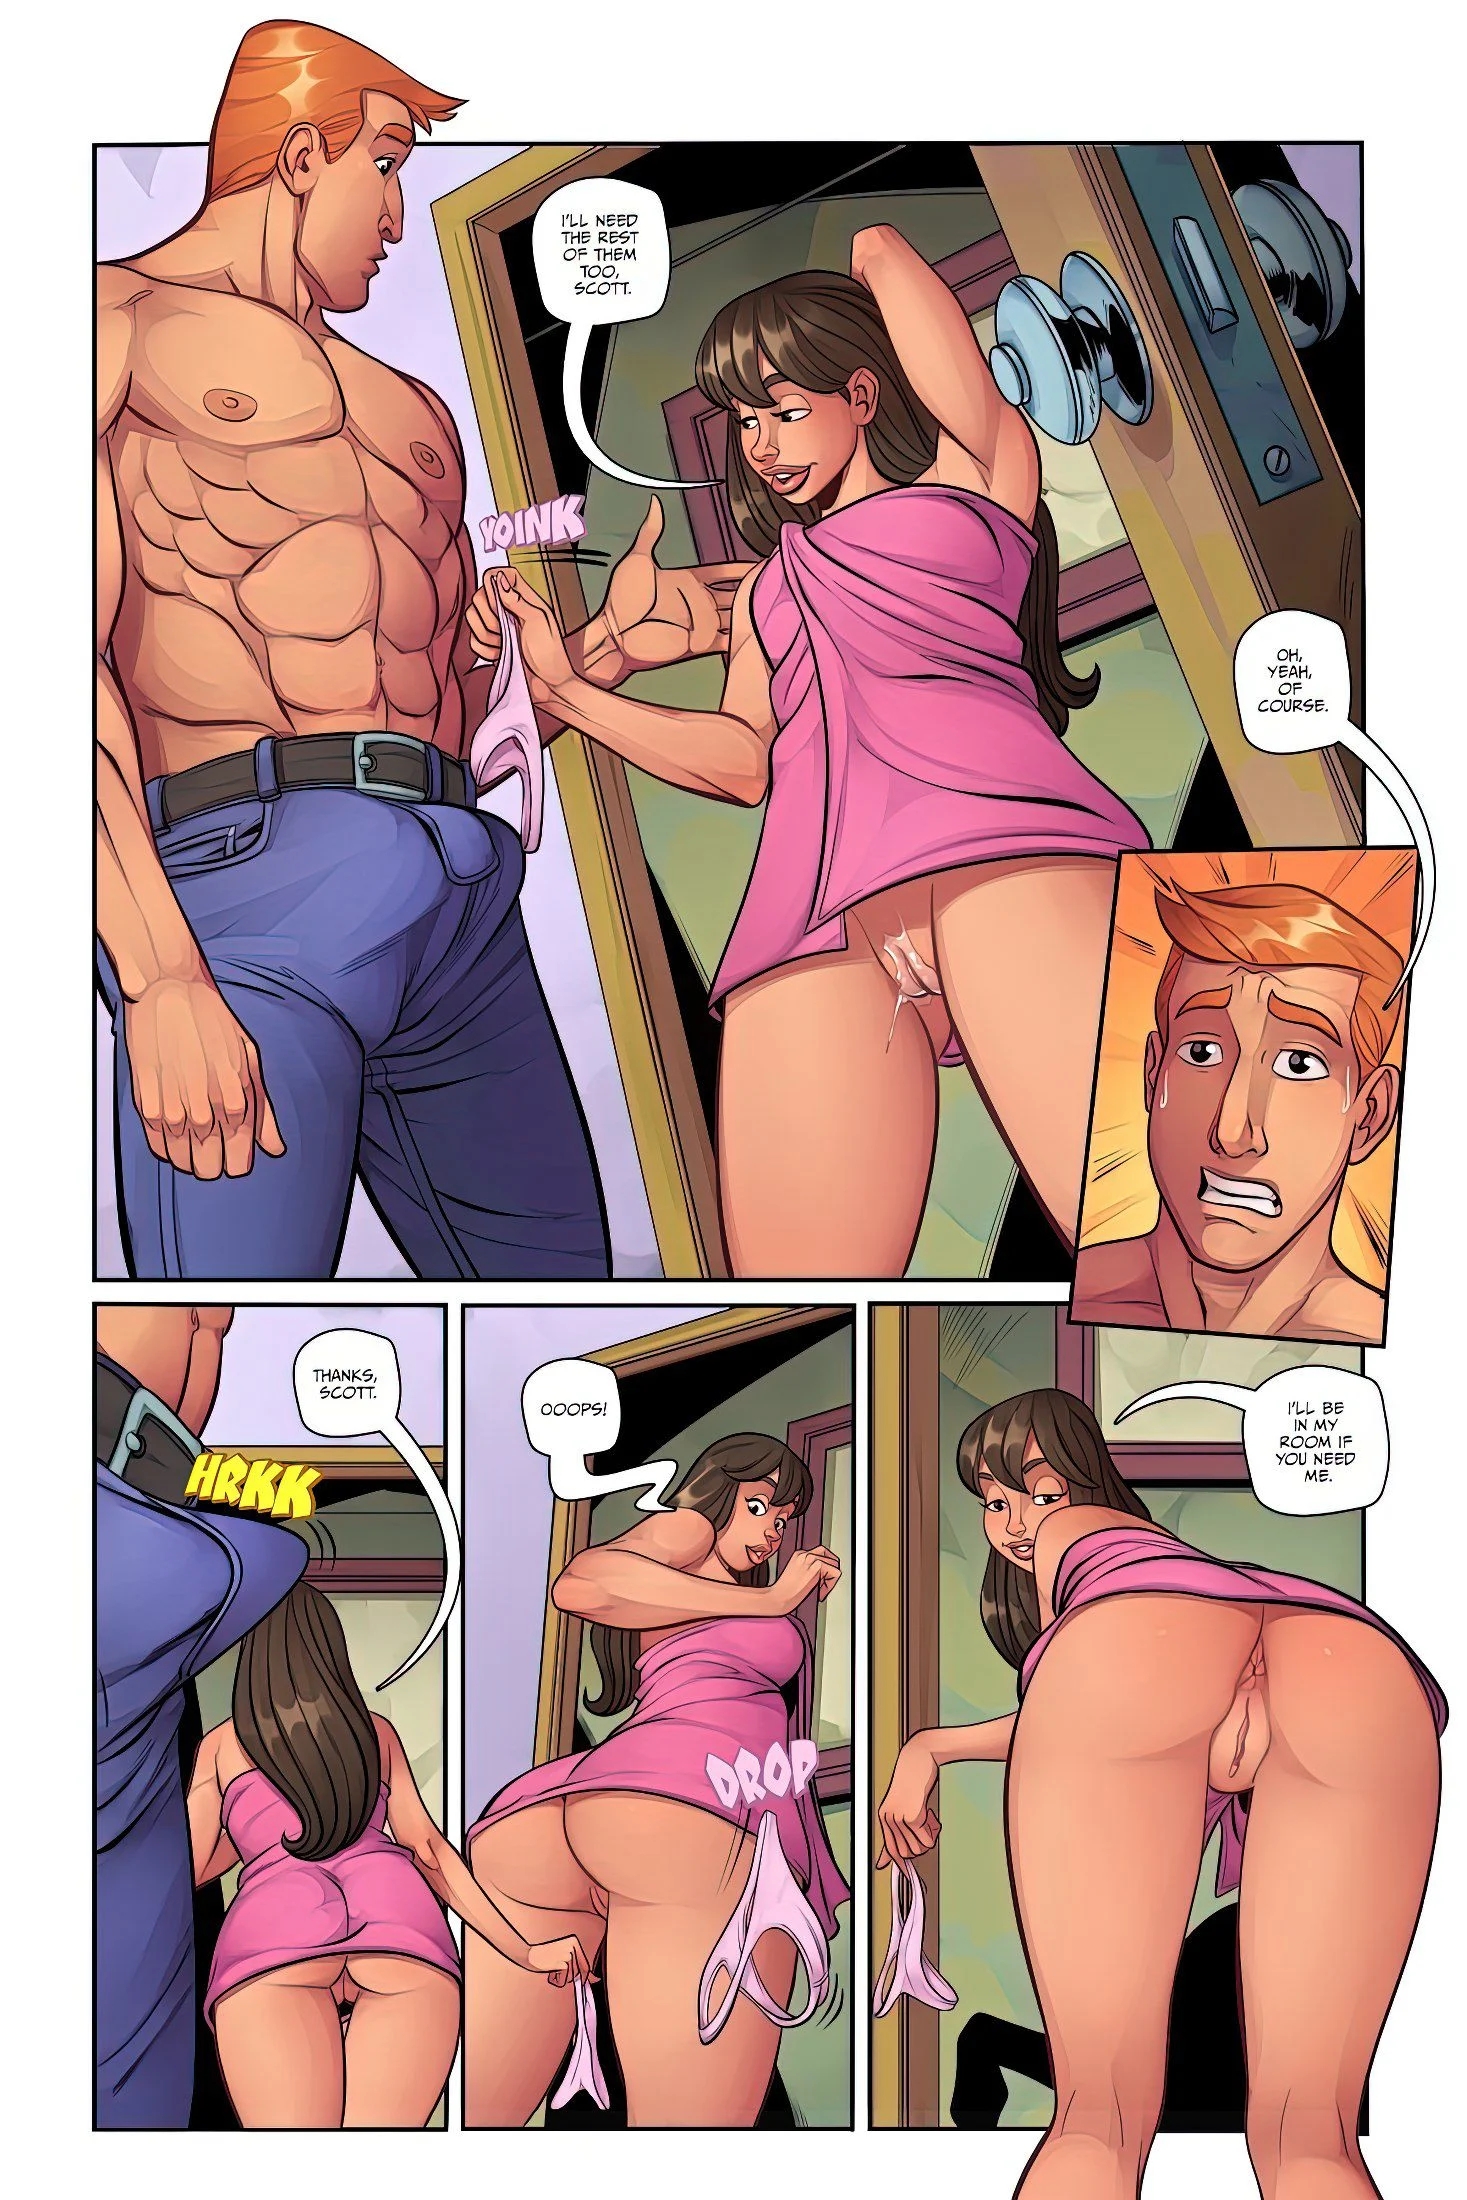 I'LL NEED
THE REST
OF THEM
TOO,
SCOTT.
YOINK
OH,
YEAH,
OF
COURSE.
THANKS,
SCOTT.
HRKK
OOOPS!
DROP
I'LL BE
IN MY
ROOM IF
YOU NEED
ME.